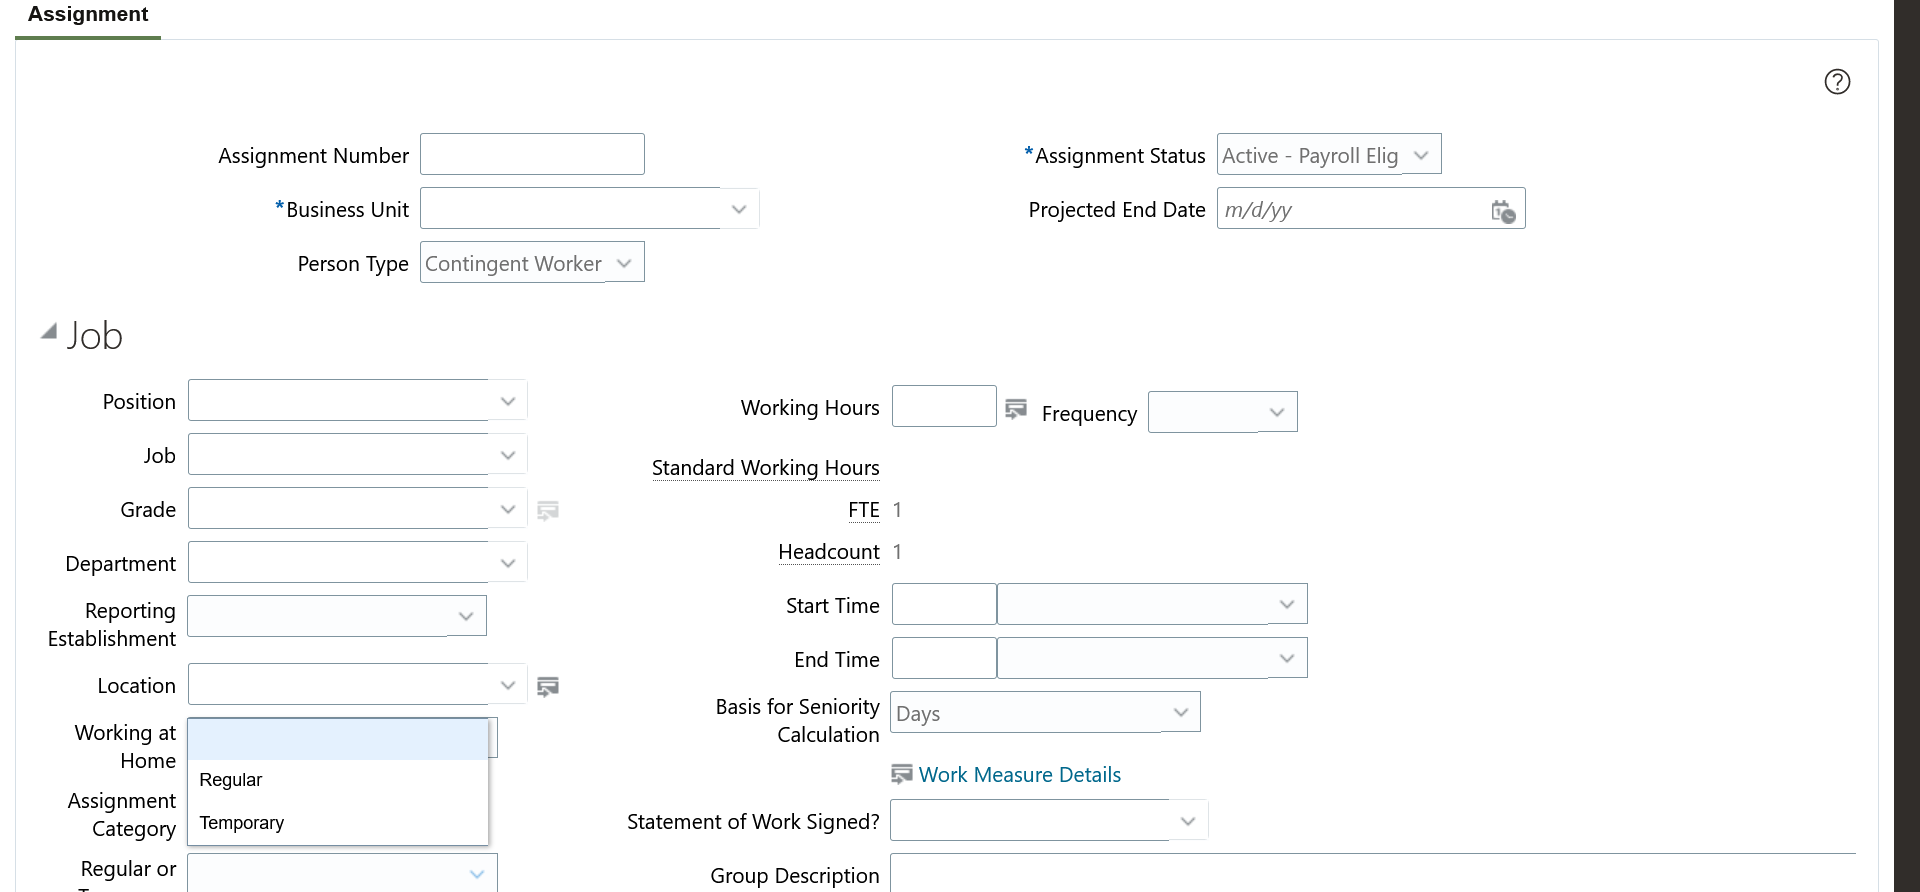 Assignment
Assignment Number
*Assignment Status Active - Payroll Elig
*Business Unit
Projected End Date m/d/yy
Person Type Contingent Worker
Job
Position
Working Hours
Frequency
Job
Standard Working Hours
Grade
FTE 1
Department
Headcount 1
Reporting
Establishment
Start Time
End Time
Location
Basis for Seniority
Calculation
Days
Working at
Home
Regular
Work Measure Details
Assignment
Category
Temporary
Statement of Work Signed?
Regular or
Group Description